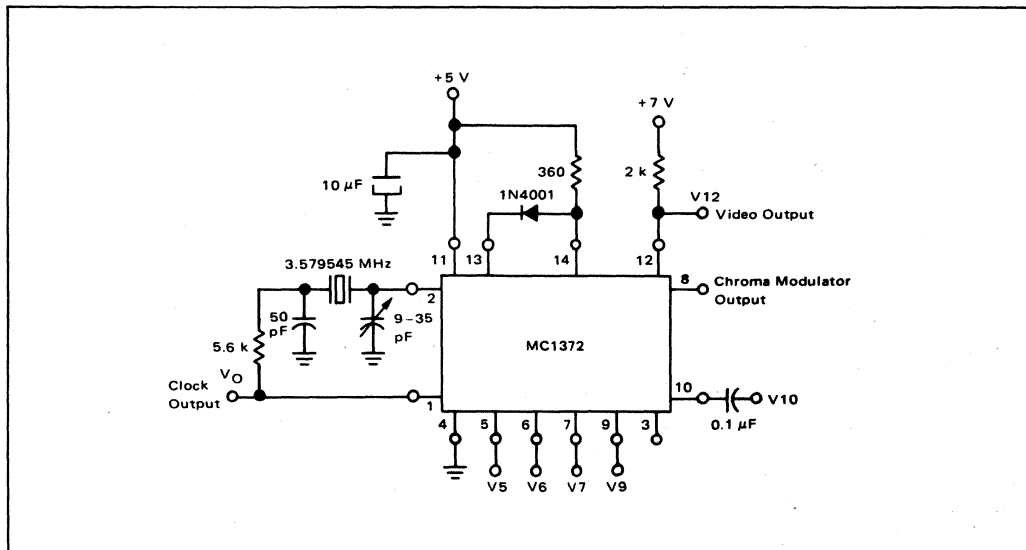 +5 V
+7 V
360
2 k
10 µF
1N4001
V12
Video Output
11
13
14
12
3.579545 MHz
8
Chroma Modulator
Output
2
50
pF
9-35
pF
5.6 k
MC1372
VO
Clock
Output
1
10
V10
0.1 µF
4
5
6
7
9
3
V5
V6
V7
V9